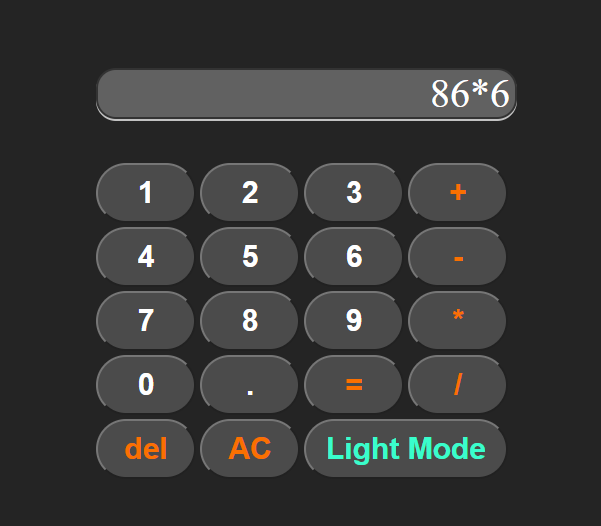 86*6
1 2 3 +
4 5 6 -
7 8 9 *
0 . = /
del AC Light Mode